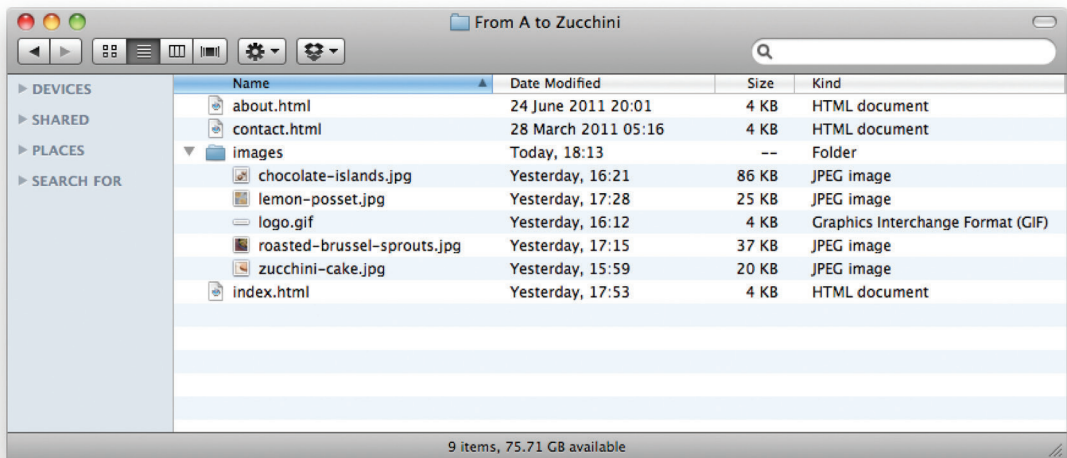 From A to Zucchini
Name Date Modified Size Kind
DEVICES
SHARED
PLACES
SEARCH FOR
about.html 24 June 2011 20:01 4 KB HTML document
contact.html 28 March 2011 05:16 4 KB HTML document
images Today, 18:13 -- Folder
chocolate-islands.jpg Yesterday, 16:21 86 KB JPEG image
lemon-posset.jpg Yesterday, 17:28 25 KB JPEG image
logo.gif Yesterday, 16:12 4 KB Graphics Interchange Format (GIF)
roasted-brussel-sprouts.jpg Yesterday, 17:15 37 KB JPEG image
zucchini-cake.jpg Yesterday, 15:59 20 KB JPEG image
index.html Yesterday, 17:53 4 KB HTML document
9 items, 75.71 GB available